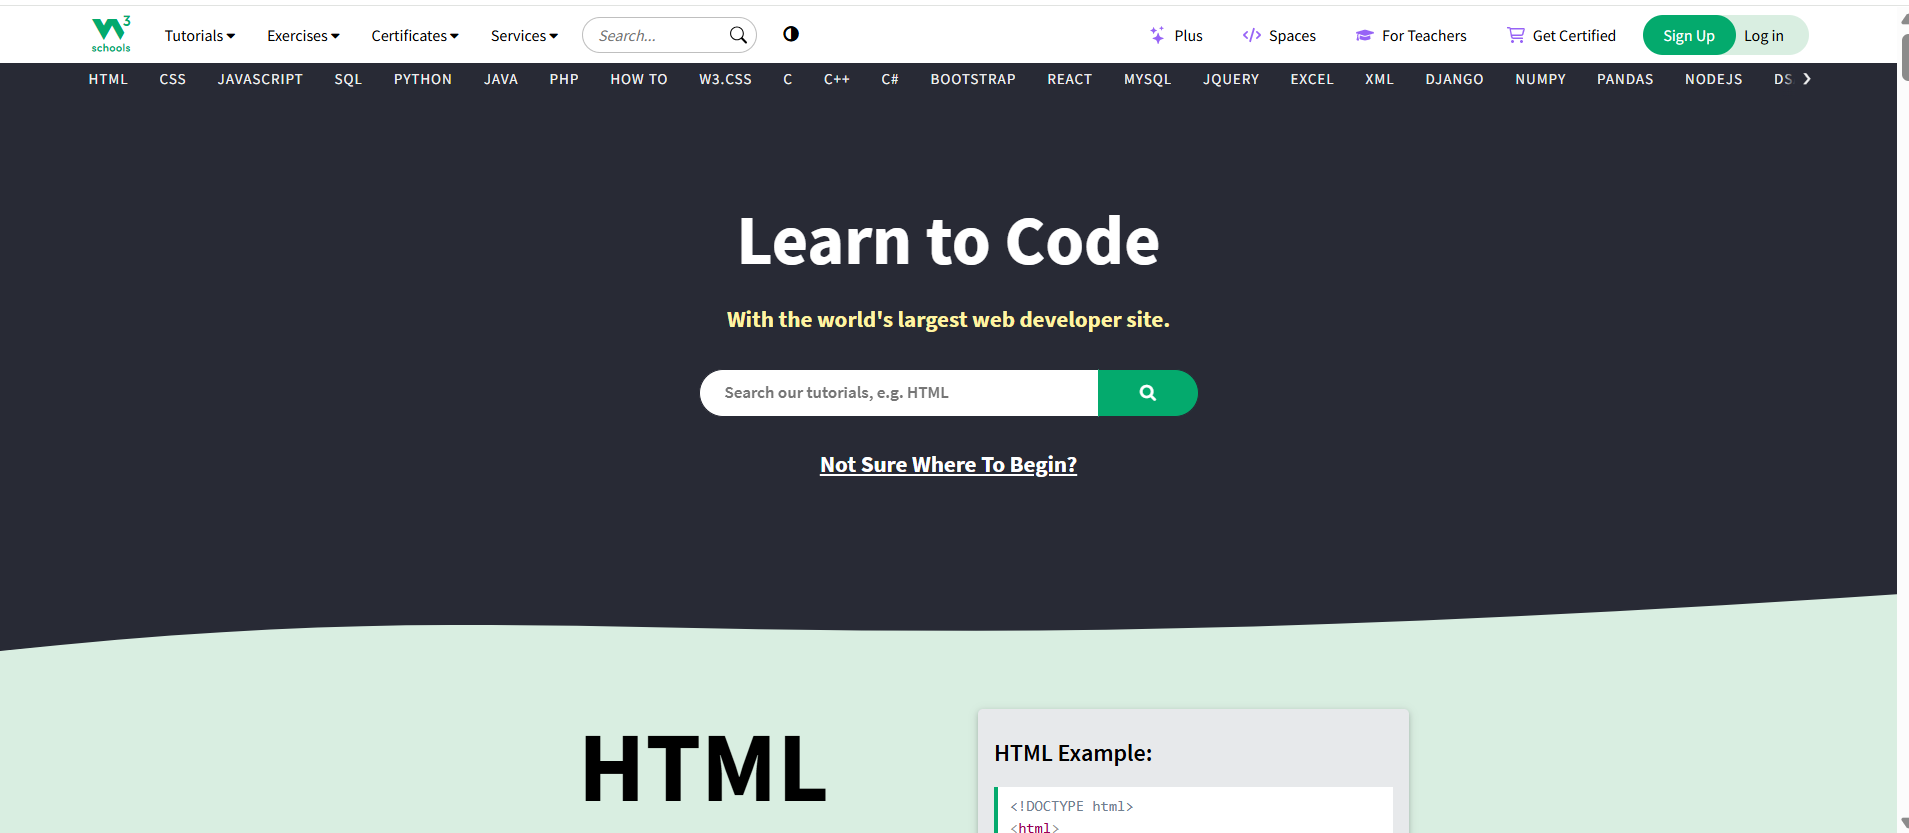 W3
schools
Tutorials Exercises Certificates Services Search... Plus Spaces For Teachers Get Certified Sign Up Log in
HTML CSS JAVASCRIPT SQL PYTHON JAVA PHP HOW TO W3.CSS C C++ C# BOOTSTRAP REACT MYSQL JQUERY EXCEL XML DJANGO NUMPY PANDAS NODEJS DS
Learn to Code
With the world's largest web developer site.
Search our tutorials, e.g. HTML
Not Sure Where To Begin?
HTML
HTML Example:
<!DOCTYPE html>
<html>